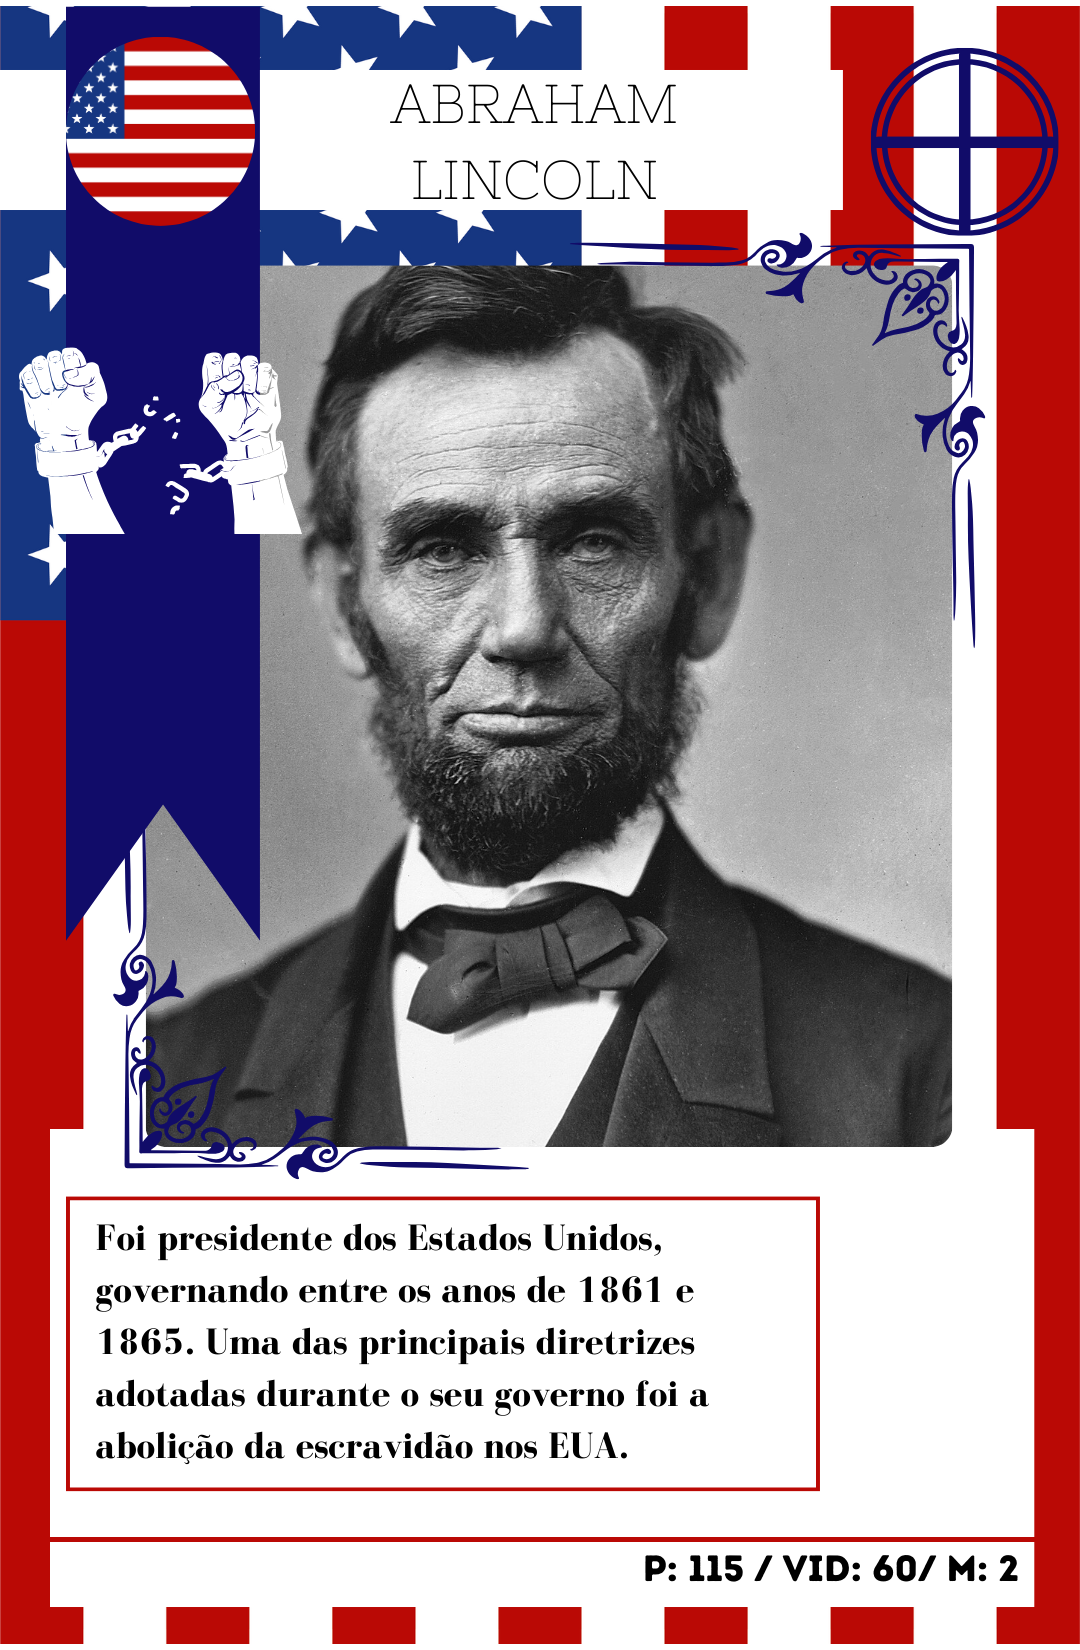 ABRAHAM
LINCOLN
Foi presidente dos Estados Unidos,
governando entre os anos de 1861 e
1865. Uma das principais diretrizes
adotadas durante o seu governo foi a
abolição da escravidão nos EUA.
P: 115 / VID: 60/ M: 2